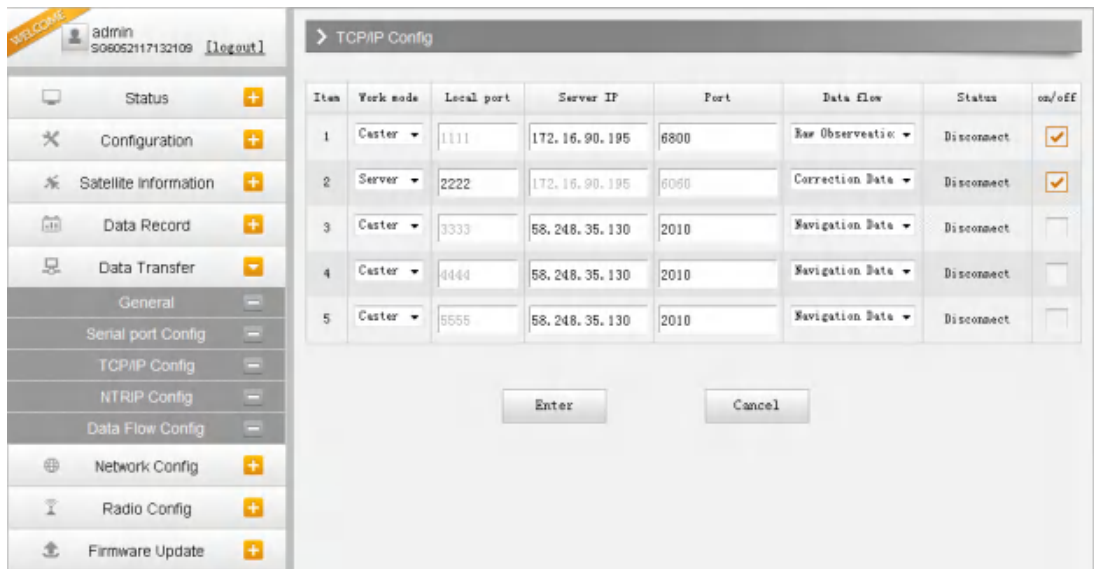 WELCOME
admin
S06052117132109 [logout]
Status
Configuration
Satellite Information
Data Record
Data Transfer
General
Serial port Config
TCP/IP Config
NTRIP Config
Data Flow Config
Network Config
Radio Config
Firmware Update
TCP/IP Config
Item Work mode Local port Server IP Port Data flow Status on/off
1 Caster 1111 172.16.90.195 6800 Raw Observeatio Disconnect
2 Server 2222 172.16.90.195 6060 Correction Data Disconnect
3 Caster 3333 58.248.35.130 2010 Navigation Data Disconnect
4 Caster 4444 58.248.35.130 2010 Navigation Data Disconnect
5 Caster 5555 58.248.35.130 2010 Navigation Data Disconnect
Enter Cancel